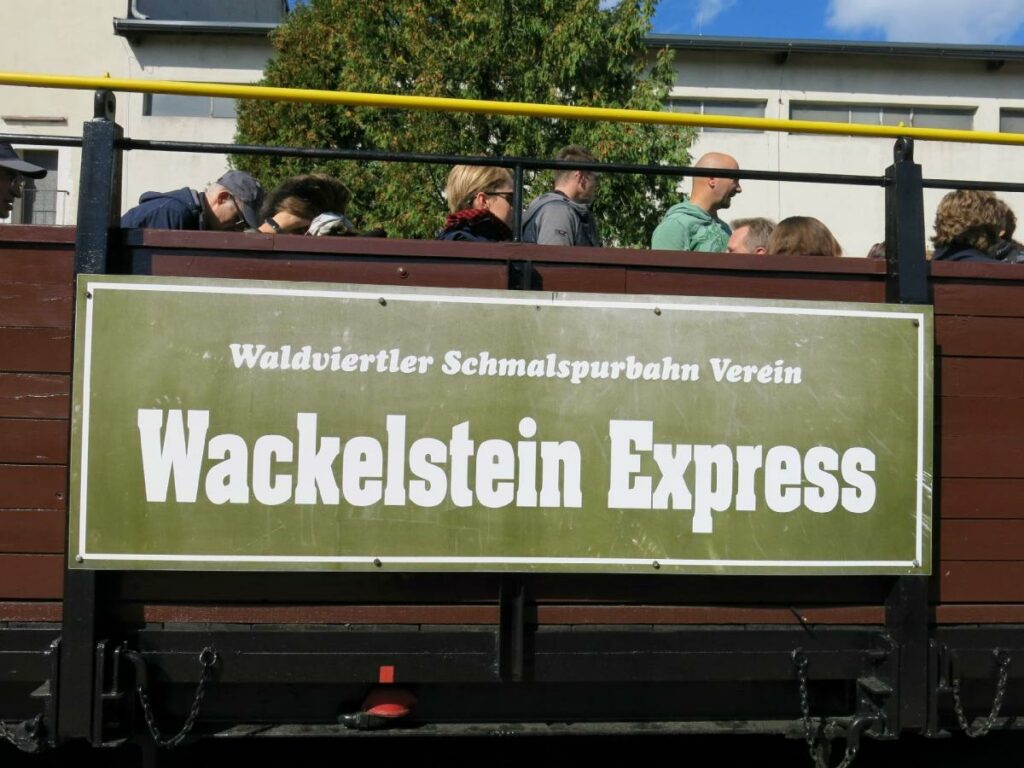 Waldviertler Schmalspurbahn Verein
Wackelstein Express